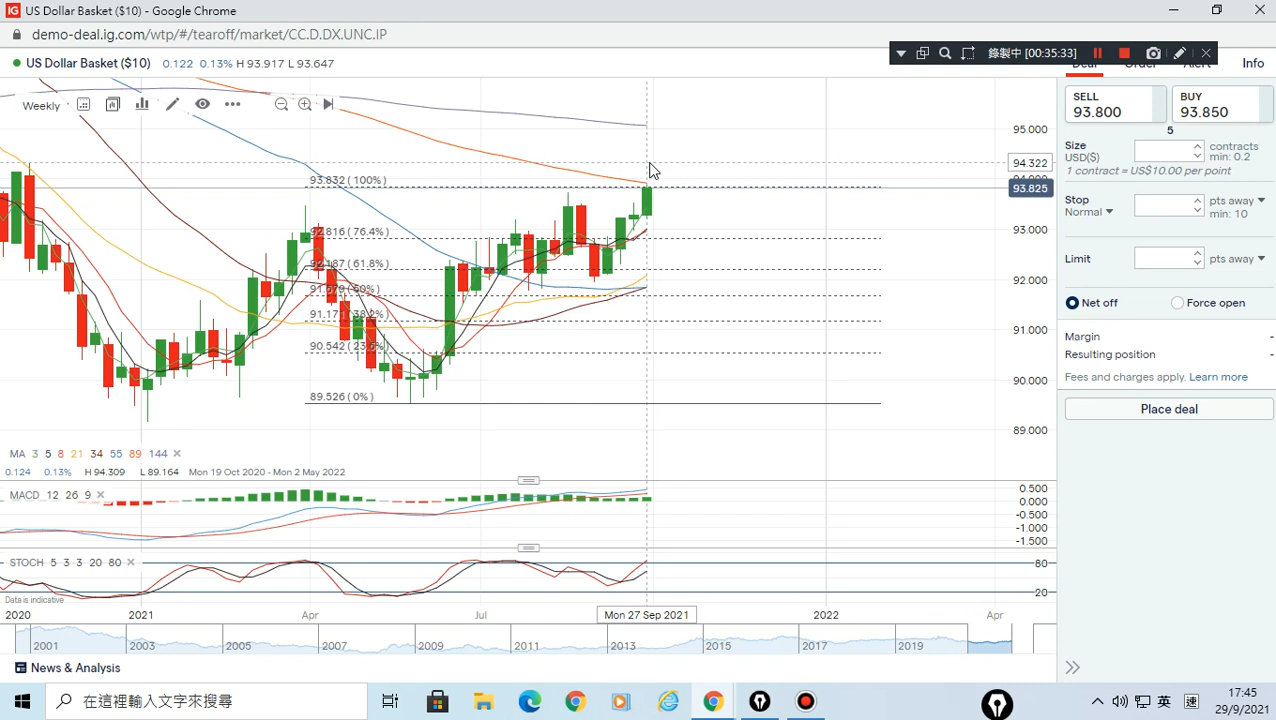 IG US Dollar Basket ($10) - Google Chrome
demo-deal.ig.com/wtp/#/tearoff/market/CC.D.DX.UNC.IP
US Dollar Basket ($10) 0.122 0.13% H 93.917 L 93.647
錄製中 [00:35:33]
Deal Order Alert Info
Weekly
95.000
94.322
94.000
93.825
93.000
92.000
91.000
90.000
89.000
93.832 (100%)
92.816 (76.4%)
92.187 (61.8%)
91.679 (50%)
91.171 (38.2%)
90.542 (23.6%)
89.526 (0%)
MA 3 5 8 21 34 55 89 144
0.124 0.13% H 94.309 L 89.164 Mon 19 Oct 2020 - Mon 2 May 2022
MACD 12 26 9
0.500
0.000
-0.500
-1.000
-1.500
STOCH 5 3 3 20 80
80
20
Data is indicative
2020 2021 Apr Jul Mon 27 Sep 2021 2022 Apr
2001 2003 2005 2007 2009 2011 2013 2015 2017 2019
News & Analysis
SELL
93.800
BUY
93.850
5
Size
USD($)
contracts
min: 0.2
1 contract = US$10.00 per point
Stop
Normal
pts away
min: 10
Limit
pts away
Net off
Force open
Margin -
Resulting position -
Fees and charges apply. Learn more
Place deal
在這裡輸入文字來搜尋
英
速
17:45
29/9/2021